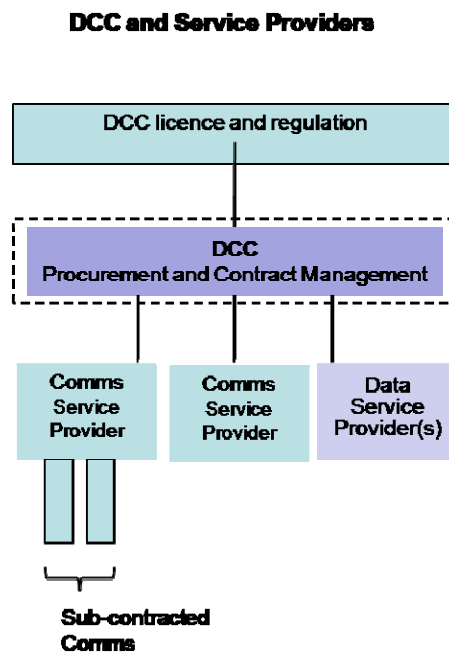 DCC and Service Providers
DCC licence and regulation
DCC
Procurement and Contract Management
Comms
Service
Provider
Comms
Service
Provider
Data
Service
Provider(s)
Sub-contracted
Comms